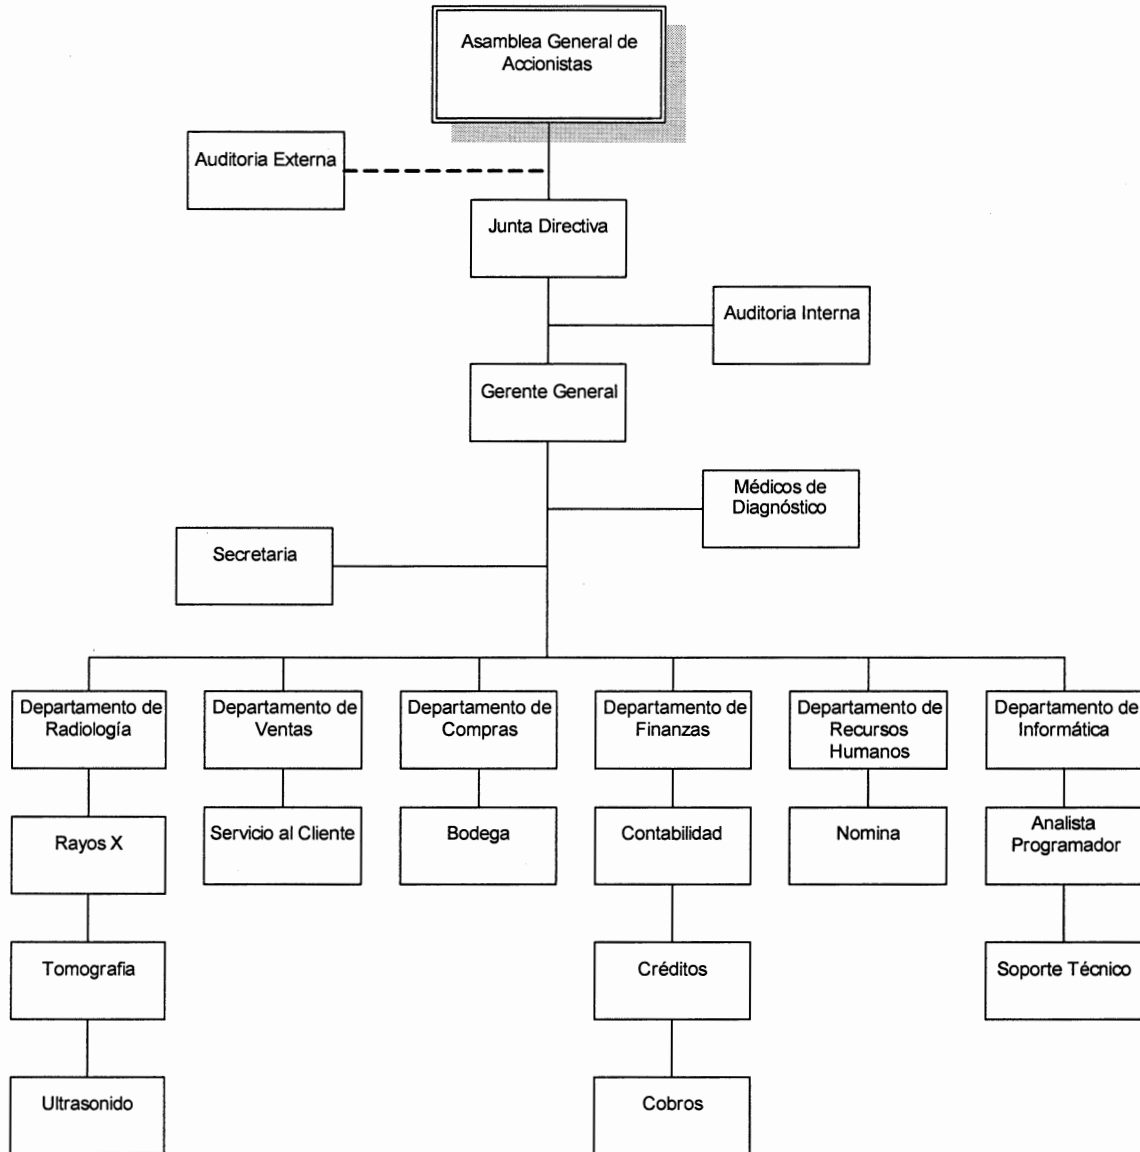 Asamblea General de
Accionistas
Auditoria Externa
Junta Directiva
Auditoria Interna
Gerente General
Médicos de
Diagnóstico
Secretaria
Departamento de
Radiología
Departamento de
Ventas
Departamento de
Compras
Departamento de
Finanzas
Departamento de
Recursos
Humanos
Departamento de
Informática
Rayos X
Servicio al Cliente
Bodega
Contabilidad
Nomina
Analista
Programador
Tomografia
Créditos
Soporte Técnico
Ultrasonido
Cobros